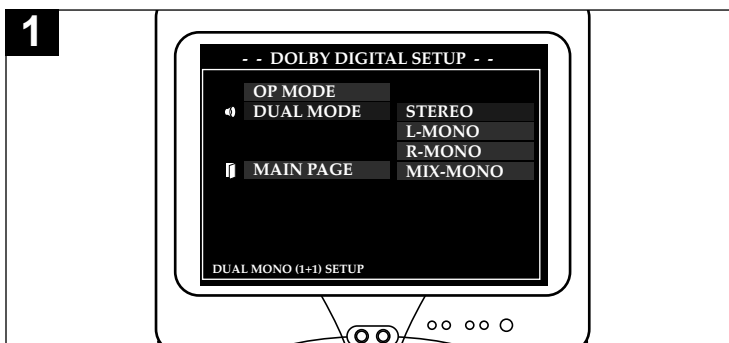 1
- - DOLBY DIGITAL SETUP - -
OP MODE
DUAL MODE STEREO
L-MONO
R-MONO
MAIN PAGE MIX-MONO
DUAL MONO (1+1) SETUP